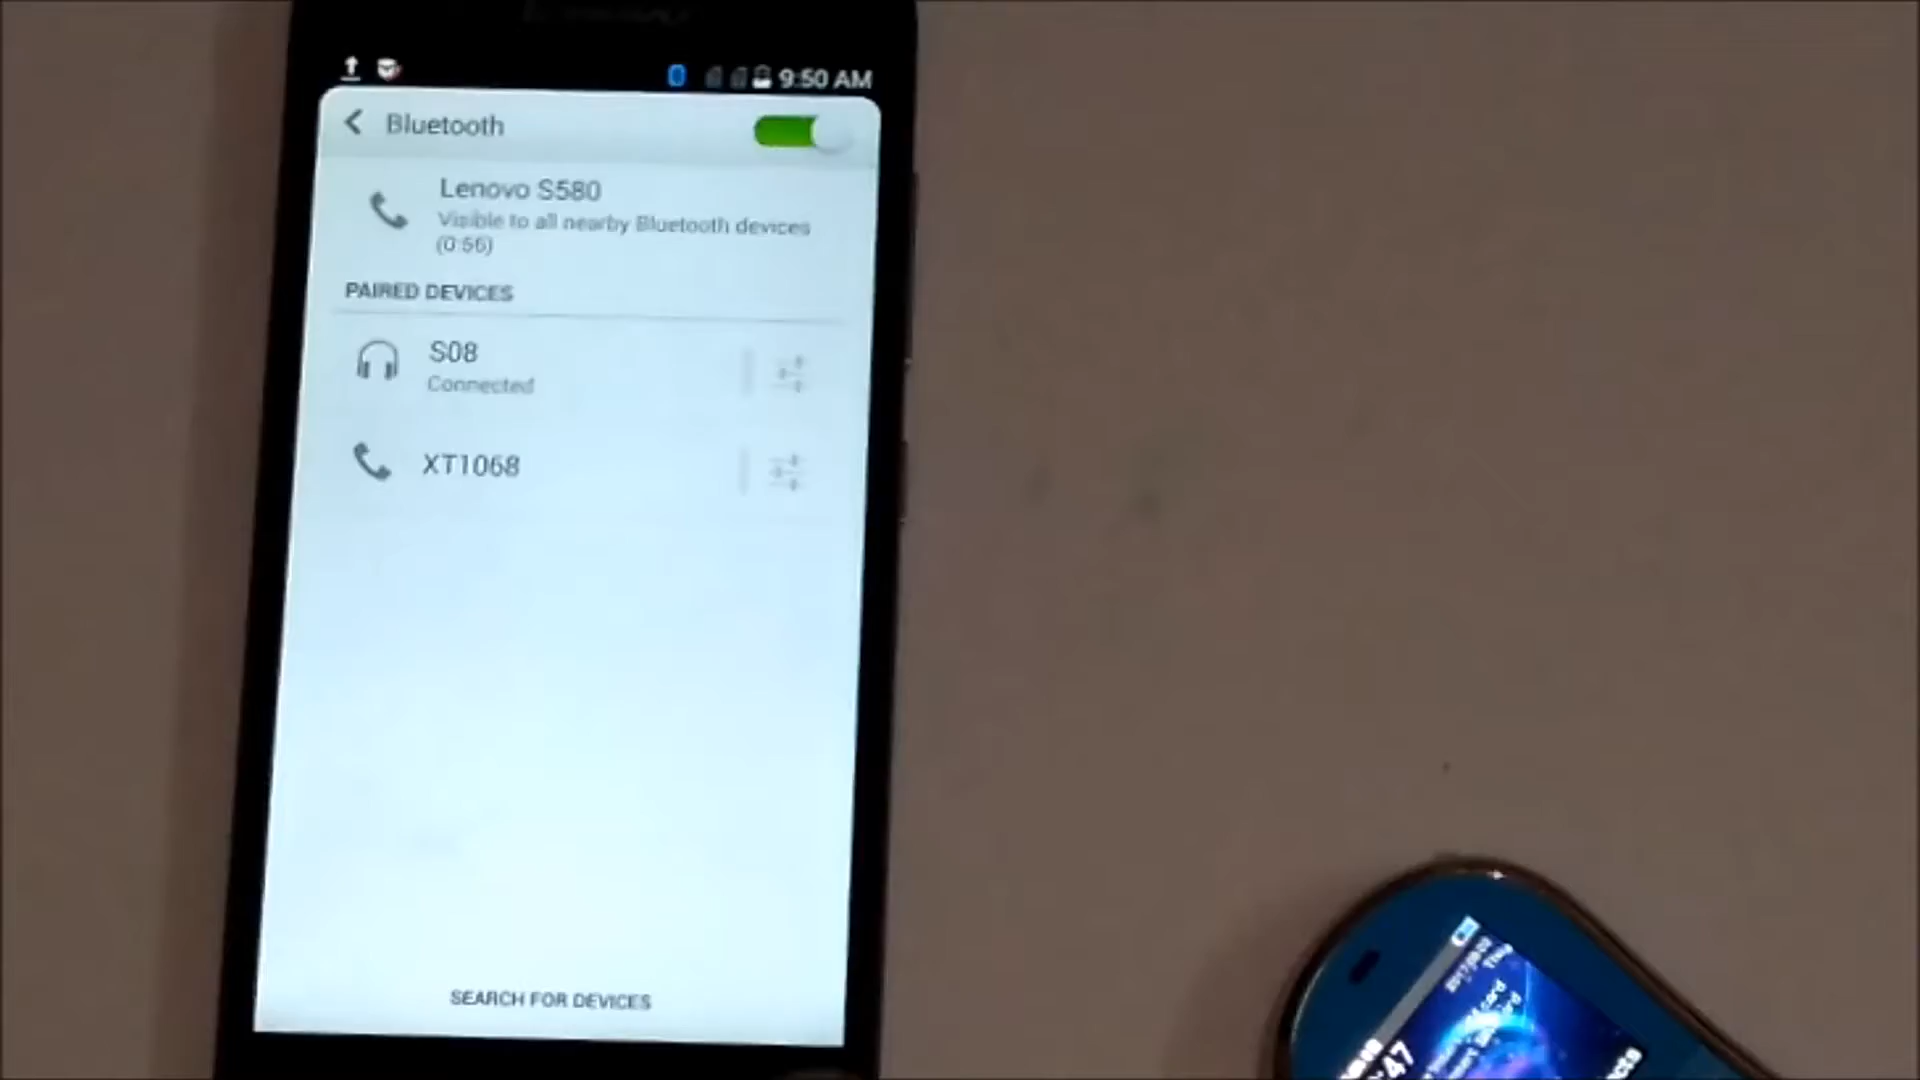 9:50 AM
Bluetooth
Lenovo S580
Visible to all nearby Bluetooth devices
(0:56)
PAIRED DEVICES
S08
Connected
XT1068
SEARCH FOR DEVICES